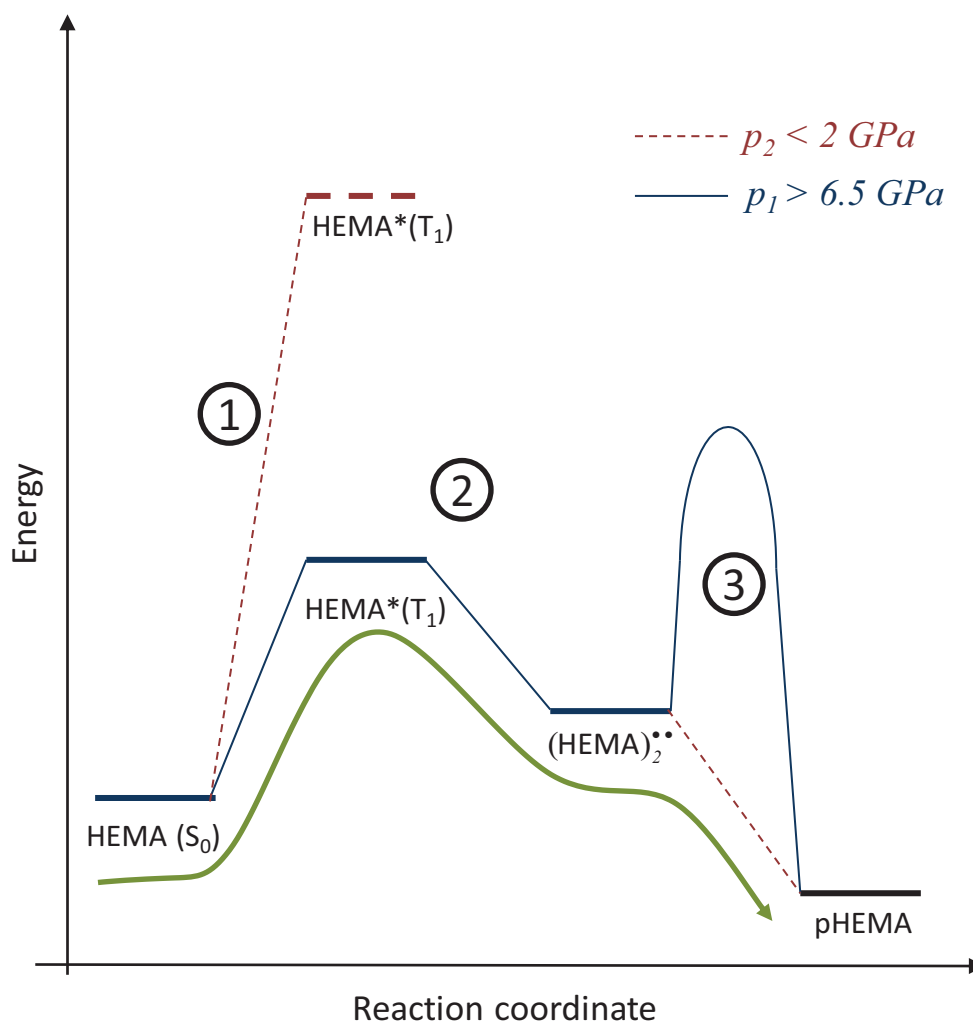 p₂ < 2 GPa
p₁ > 6.5 GPa
HEMA*(T₁)
1
2
3
HEMA*(T₁)
(HEMA)₂••
HEMA (S₀)
pHEMA
Energy
Reaction coordinate